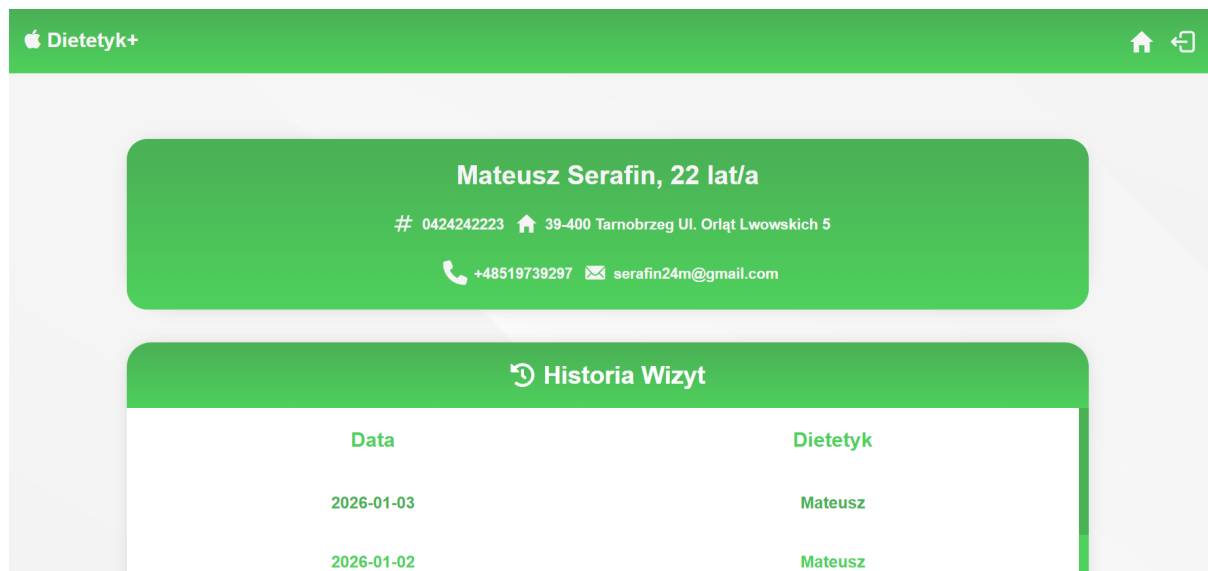 Dietetyk+
Mateusz Serafin, 22 lat/a
# 0424242223 39-400 Tarnobrzeg Ul. Orląt Lwowskich 5
+48519739297 serafin24m@gmail.com
Historia Wizyt
Data Dietetyk
2026-01-03 Mateusz
2026-01-02 Mateusz